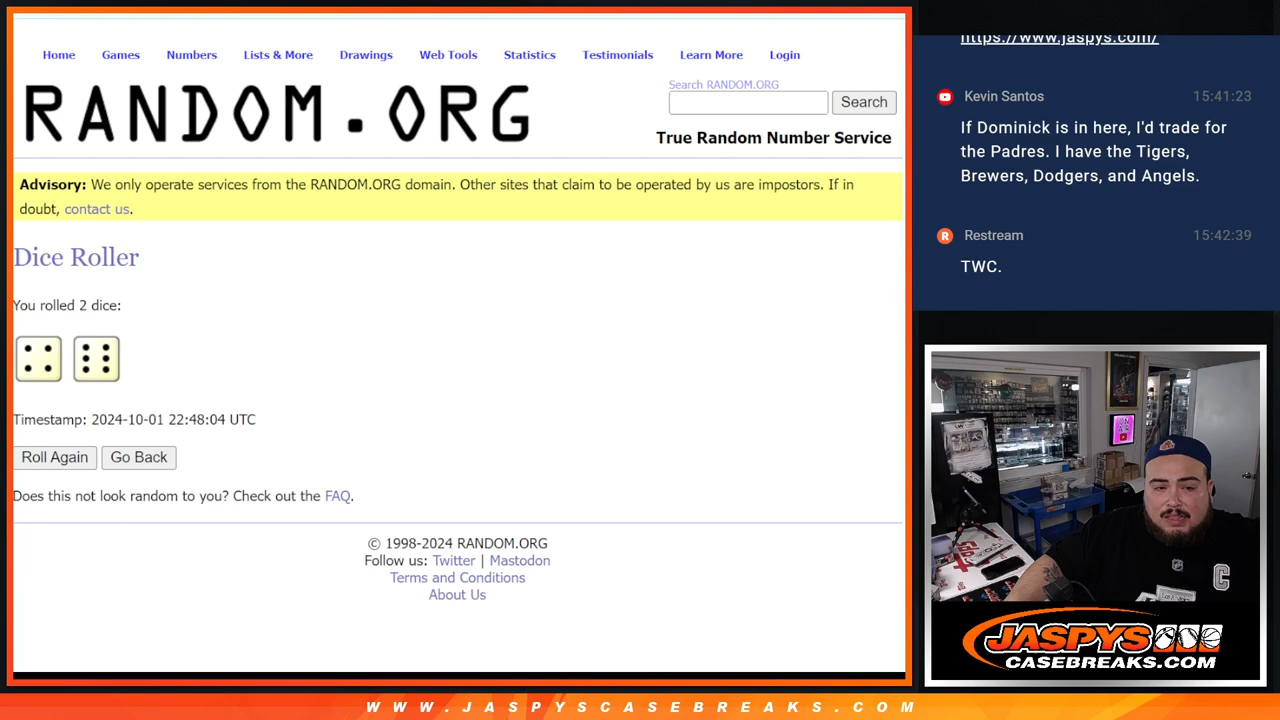 Home Games Numbers Lists & More Drawings Web Tools Statistics Testimonials Learn More Login
RANDOM.ORG
Search RANDOM.ORG
Search
True Random Number Service
Advisory: We only operate services from the RANDOM.ORG domain. Other sites that claim to be operated by us are impostors. If in
doubt, contact us.
Dice Roller
You rolled 2 dice:
Timestamp: 2024-10-01 22:48:04 UTC
Roll Again Go Back
Does this not look random to you? Check out the FAQ.
© 1998-2024 RANDOM.ORG
Follow us: Twitter | Mastodon
Terms and Conditions
About Us
https://www.jaspys.com/
Kevin Santos 15:41:23
If Dominick is in here, I'd trade for
the Padres. I have the Tigers,
Brewers, Dodgers, and Angels.
R Restream 15:42:39
TWC.
C
JASPYS
CASEBREAKS.COM
WWW.JASPYSCASEBREAKS.COM